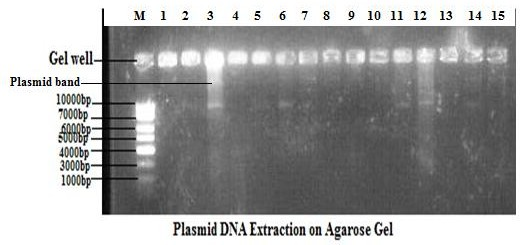 M 1 2 3 4 5 6 7 8 9 10 11 12 13 14 15
Gel well
Plasmid band
10000bp
7000bp
6000bp
5000bp
4000bp
3000bp
1000bp
Plasmid DNA Extraction on Agarose Gel